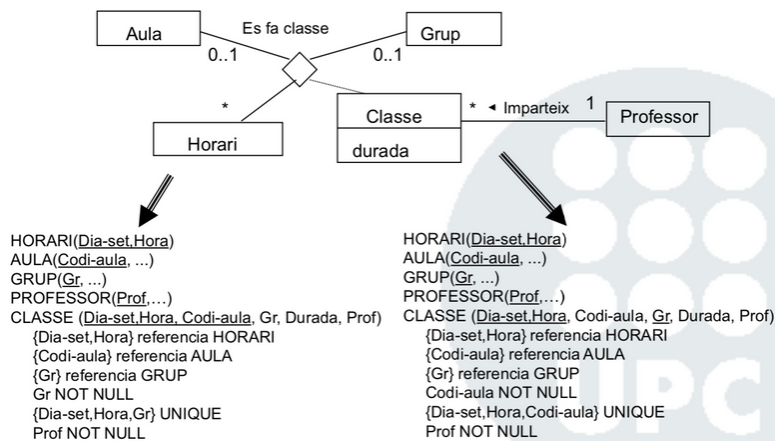 Aula
Es fa classe
Grup
0..1
0..1
*
Horari
Classe
durada
* ◄ Imparteix 1
Professor
HORARI(Dia-set,Hora)
AULA(Codi-aula, ...)
GRUP(Gr, ...)
PROFESSOR(Prof,...)
CLASSE (Dia-set,Hora, Codi-aula, Gr, Durada, Prof)
{Dia-set,Hora} referencia HORARI
{Codi-aula} referencia AULA
{Gr} referencia GRUP
Gr NOT NULL
{Dia-set,Hora,Gr} UNIQUE
Prof NOT NULL
HORARI(Dia-set,Hora)
AULA(Codi-aula, ...)
GRUP(Gr, ...)
PROFESSOR(Prof,...)
CLASSE (Dia-set,Hora, Codi-aula, Gr, Durada, Prof)
{Dia-set,Hora} referencia HORARI
{Codi-aula} referencia AULA
{Gr} referencia GRUP
Codi-aula NOT NULL
{Dia-set,Hora,Codi-aula} UNIQUE
Prof NOT NULL
UPC